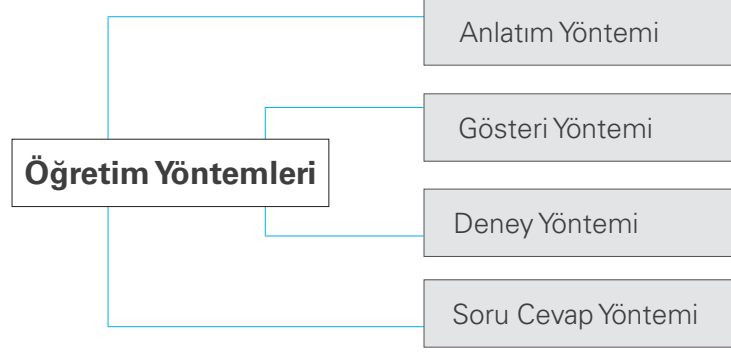 Anlatım Yöntemi
Gösteri Yöntemi
Öğretim Yöntemleri
Deney Yöntemi
Soru Cevap Yöntemi